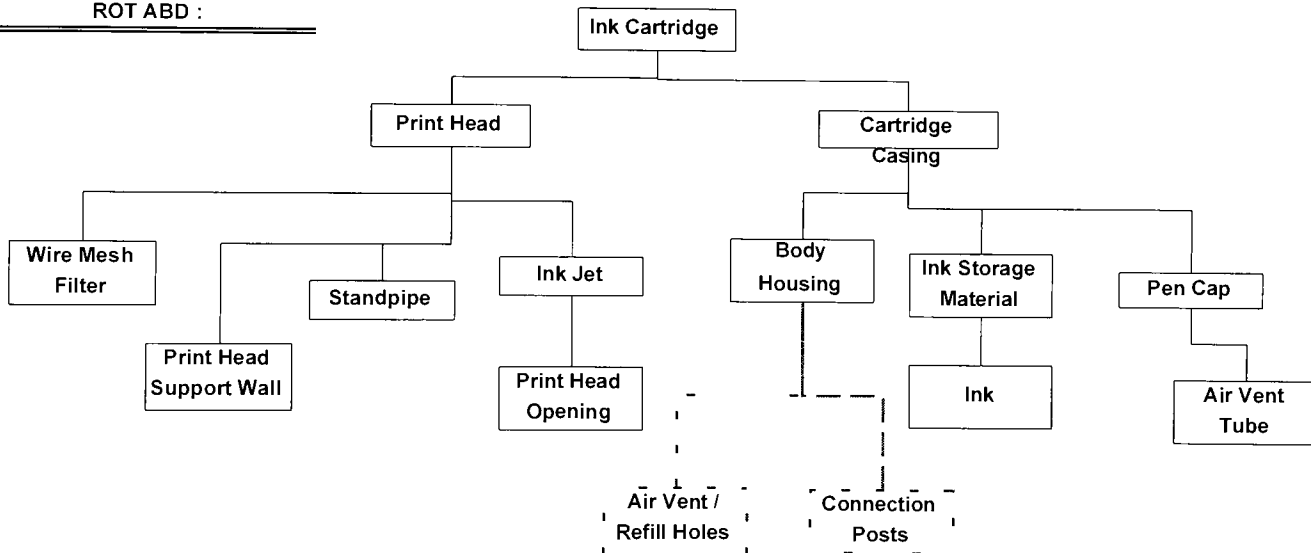 ROT ABD :
Ink Cartridge
Print Head
Cartridge
Casing
Wire Mesh
Filter
Print Head
Support Wall
Standpipe
Ink Jet
Print Head
Opening
Body
Housing
Ink Storage
Material
Pen Cap
Ink
Air Vent
Tube
Air Vent /
Refill Holes
Connection
Posts